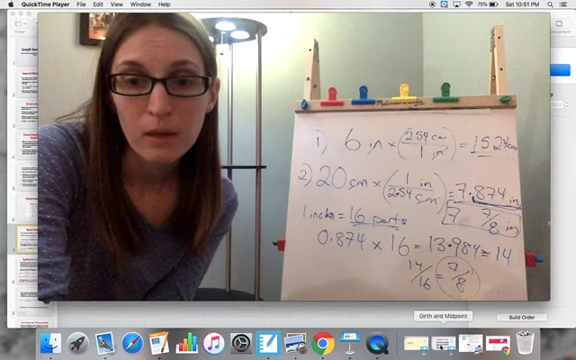 QuickTime Player File Edit View Window Help
75% Sat 10:51 PM
1) 6 in × (2.54 cm / 1 in) = 15.24 cm
2) 20 cm × (1 in / 2.54 cm) = 7.874 in
1 inch = 16 parts
7 7/8 in
0.874 × 16 = 13.984 ≈ 14
14/16 = 7/8
Girth and Midpoint
Build Order